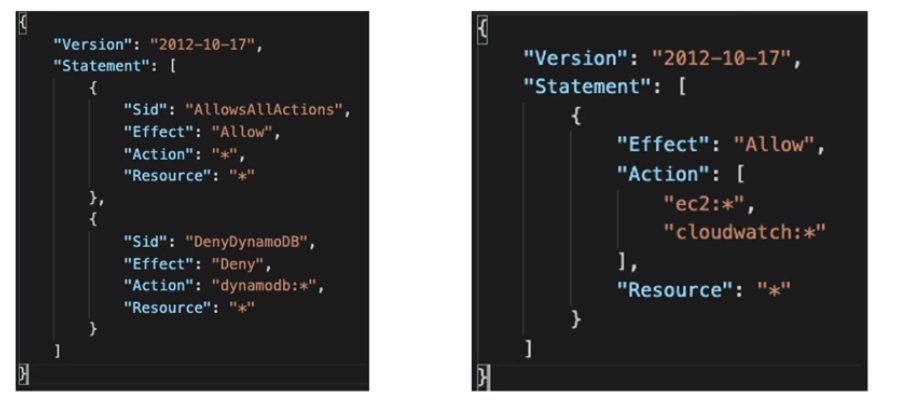 {
"Version": "2012-10-17",
"Statement": [
{
"Sid": "AllowsAllActions",
"Effect": "Allow",
"Action": "*",
"Resource": "*"
},
{
"Sid": "DenyDynamoDB",
"Effect": "Deny",
"Action": "dynamodb:*",
"Resource": "*"
}
]
}
{
"Version": "2012-10-17",
"Statement": [
{
"Effect": "Allow",
"Action": [
"ec2:*",
"cloudwatch:*"
],
"Resource": "*"
}
]
}